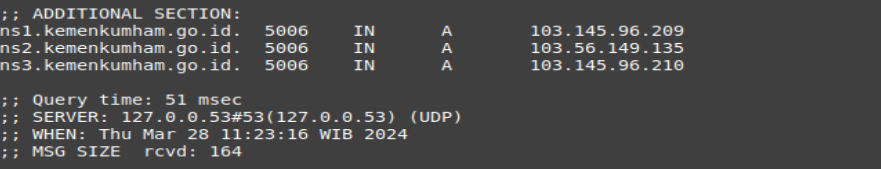 ;; ADDITIONAL SECTION:
ns1.kemenkumham.go.id. 5006 IN A 103.145.96.209
ns2.kemenkumham.go.id. 5006 IN A 103.56.149.135
ns3.kemenkumham.go.id. 5006 IN A 103.145.96.210
;; Query time: 51 msec
;; SERVER: 127.0.0.53#53(127.0.0.53) (UDP)
;; WHEN: Thu Mar 28 11:23:16 WIB 2024
;; MSG SIZE rcvd: 164